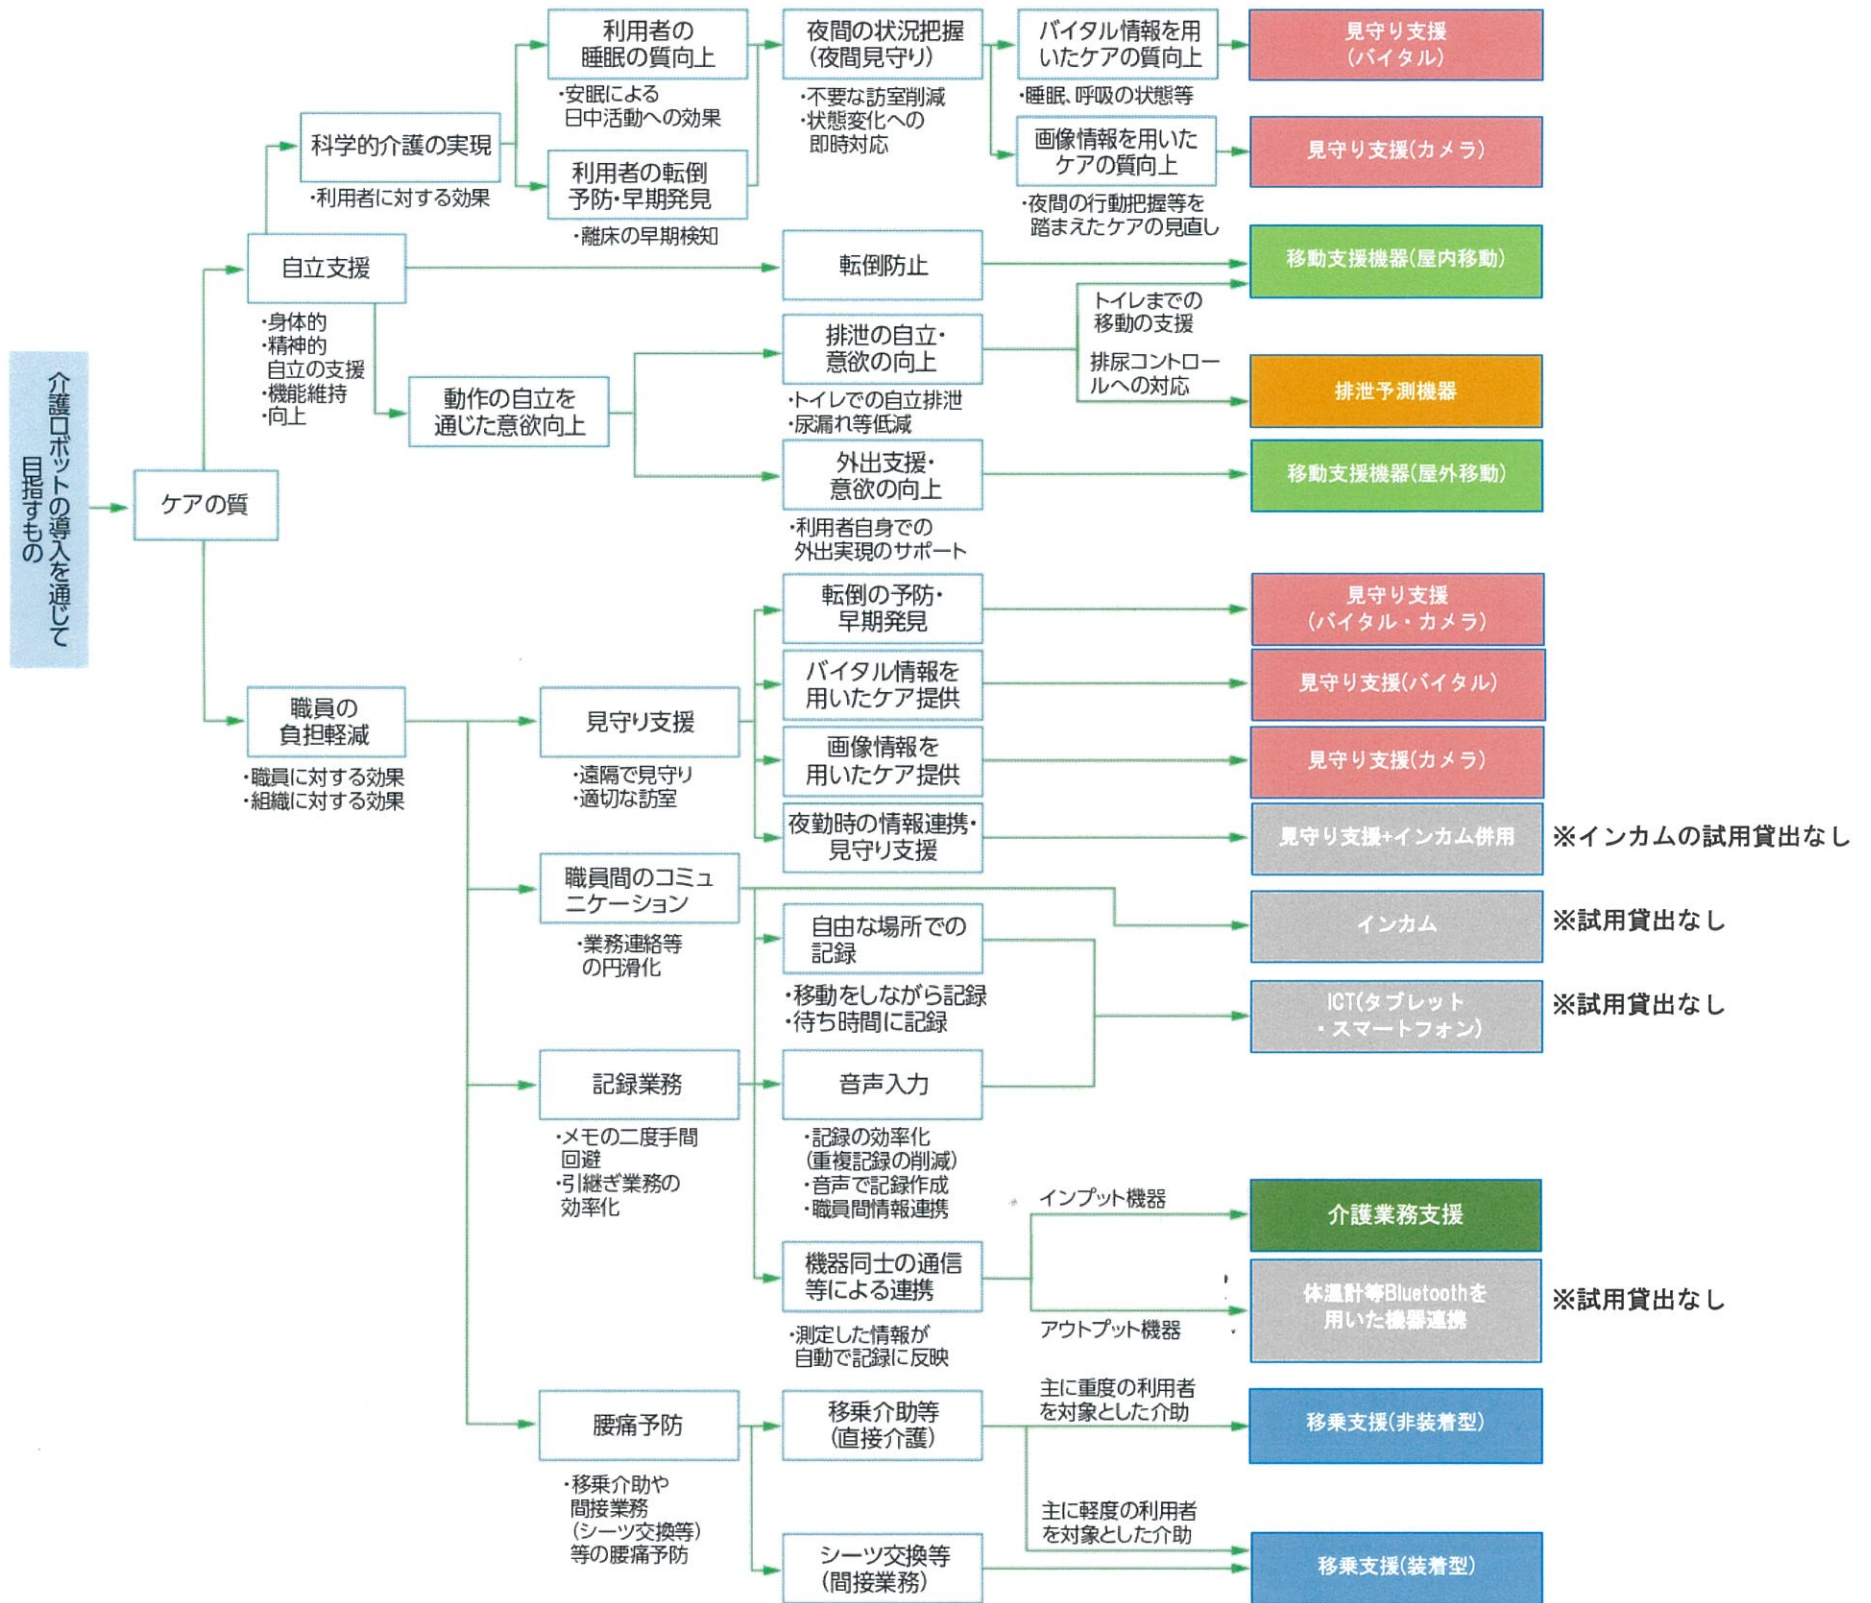 介護ロボットの導入を通じて
目指すもの
ケアの質
自立支援
・身体的
・精神的
自立の支援
・機能維持
・向上
科学的介護の実現
・利用者に対する効果
利用者の
睡眠の質向上
・安眠による
日中活動への効果
利用者の転倒
予防・早期発見
・離床の早期検知
夜間の状況把握
(夜間見守り)
・不要な訪室削減
・状態変化への
即時対応
バイタル情報を用
いたケアの質向上
・睡眠、呼吸の状態等
見守り支援
(バイタル)
画像情報を用いた
ケアの質向上
・夜間の行動把握等を
踏まえたケアの見直し
見守り支援(カメラ)
転倒防止
移動支援機器(屋内移動)
動作の自立を
通じた意欲向上
排泄の自立・
意欲の向上
・トイレでの自立排泄
・尿漏れ等低減
トイレまでの
移動の支援
排尿コントロー
ルへの対応
排泄予測機器
外出支援・
意欲の向上
・利用者自身での
外出実現のサポート
移動支援機器(屋外移動)
職員の
負担軽減
・職員に対する効果
・組織に対する効果
見守り支援
・遠隔で見守り
・適切な訪室
転倒の予防・
早期発見
見守り支援
(バイタル・カメラ)
バイタル情報を
用いたケア提供
見守り支援(バイタル)
画像情報を
用いたケア提供
見守り支援(カメラ)
夜勤時の情報連携・
見守り支援
見守り支援+インカム併用
※インカムの試用貸出なし
職員間のコミュ
ニケーション
・業務連絡等
の円滑化
インカム
※試用貸出なし
自由な場所での
記録
・移動をしながら記録
・待ち時間に記録
ICT(タブレット
・スマートフォン)
※試用貸出なし
記録業務
・メモの二度手間
回避
・引継ぎ業務の
効率化
音声入力
・記録の効率化
(重複記録の削減)
・音声で記録作成
・職員間情報連携
機器同士の通信
等による連携
・測定した情報が
自動で記録に反映
インプット機器
介護業務支援
アウトプット機器
体温計等Bluetoothを
用いた機器連携
※試用貸出なし
腰痛予防
・移乗介助や
間接業務
(シーツ交換等)
等の腰痛予防
移乗介助等
(直接介護)
主に重度の利用者
を対象とした介助
移乗支援(非装着型)
主に軽度の利用者
を対象とした介助
シーツ交換等
(間接業務)
移乗支援(装着型)